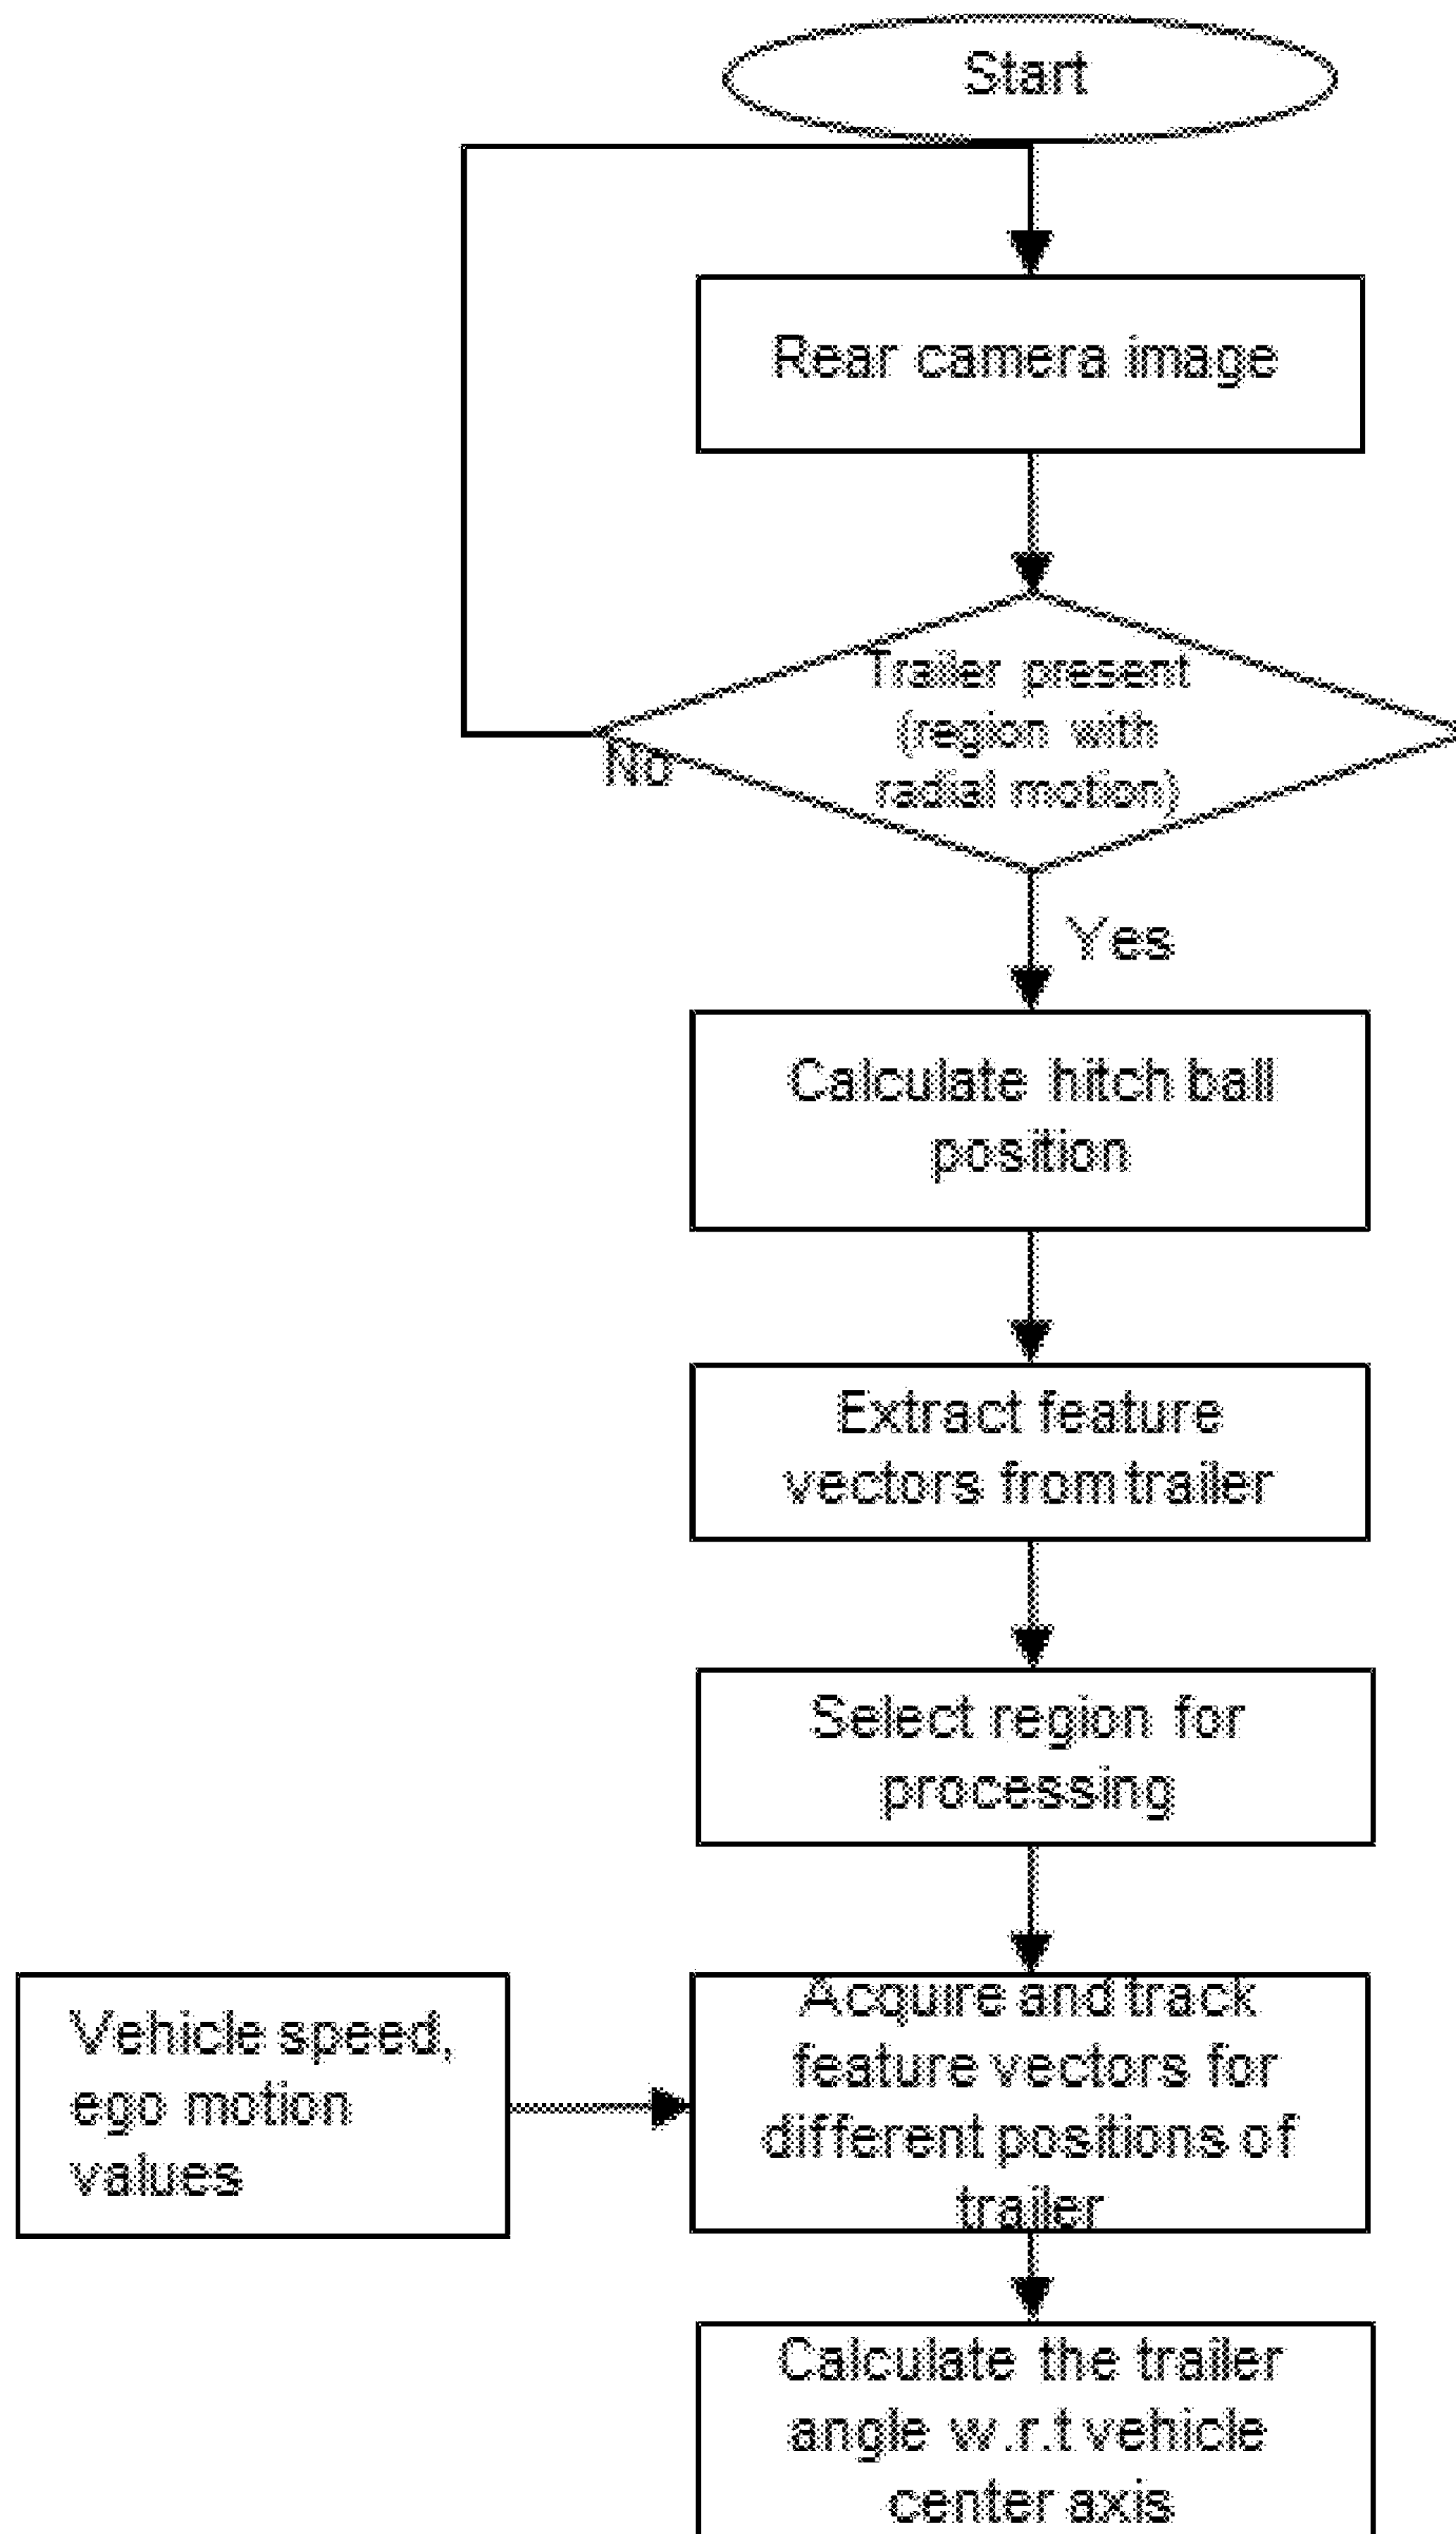 Start
Rear camera image
Trailer present
(region with
radial motion)
No
Yes
Calculate hitch ball
position
Extract feature
vectors from trailer
Select region for
processing
Vehicle speed,
ego motion
values
Acquire and track
feature vectors for
different positions of
trailer
Calculate the trailer
angle w.r.t vehicle
center axis